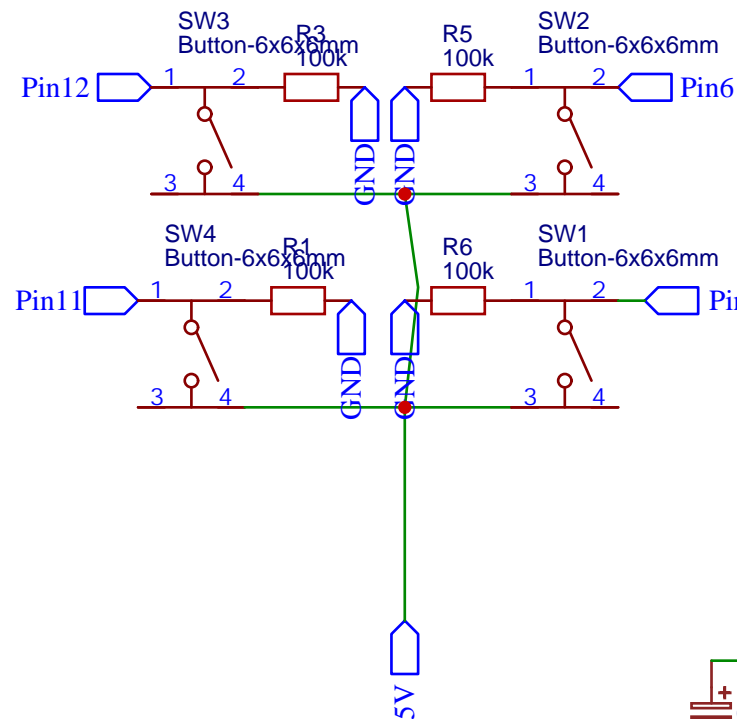 SW3
Button-6x6x6mm
R3
100k
Pin12
1
2
3
4
GND
GND
R5
100k
SW2
Button-6x6x6mm
1
2
Pin6
3
4
SW4
Button-6x6x6mm
R1
100k
Pin11
1
2
3
4
GND
GND
R6
100k
SW1
Button-6x6x6mm
1
2
3
4
5V
+